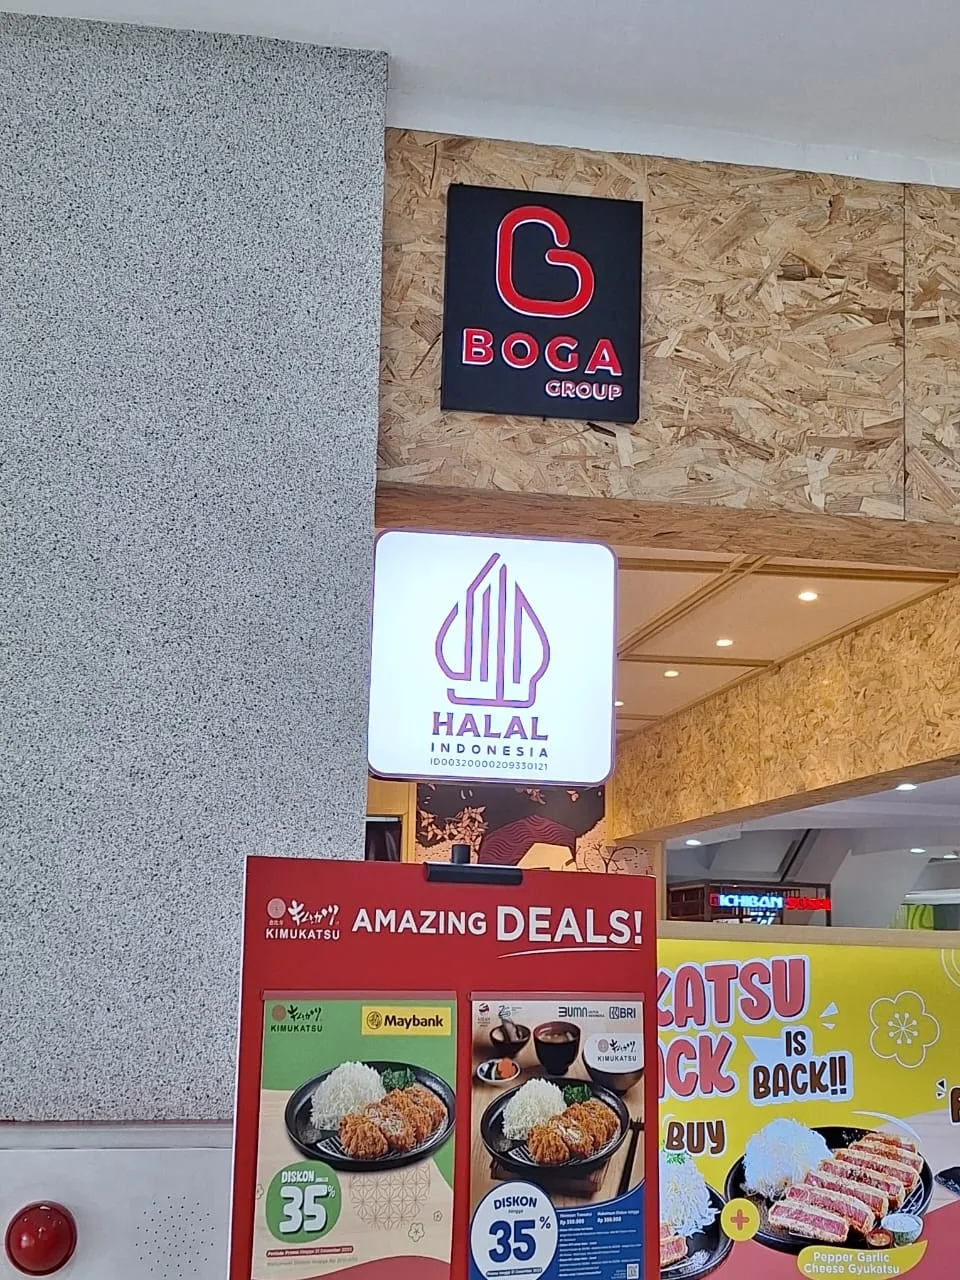 BOGA
GROUP
HALAL
INDONESIA
ID00320000209330121
ICHIBAN SUSHI
KIMUKATSU
AMAZING DEALS!
KIMUKATSU
Maybank
DISKON
35%
BUMN
BRI
KIMUKATSU
DISKON
hingga
35%
KATSU
IS
BACK!!
BUY
+
Pepper Garlic
Cheese Gyukatsu